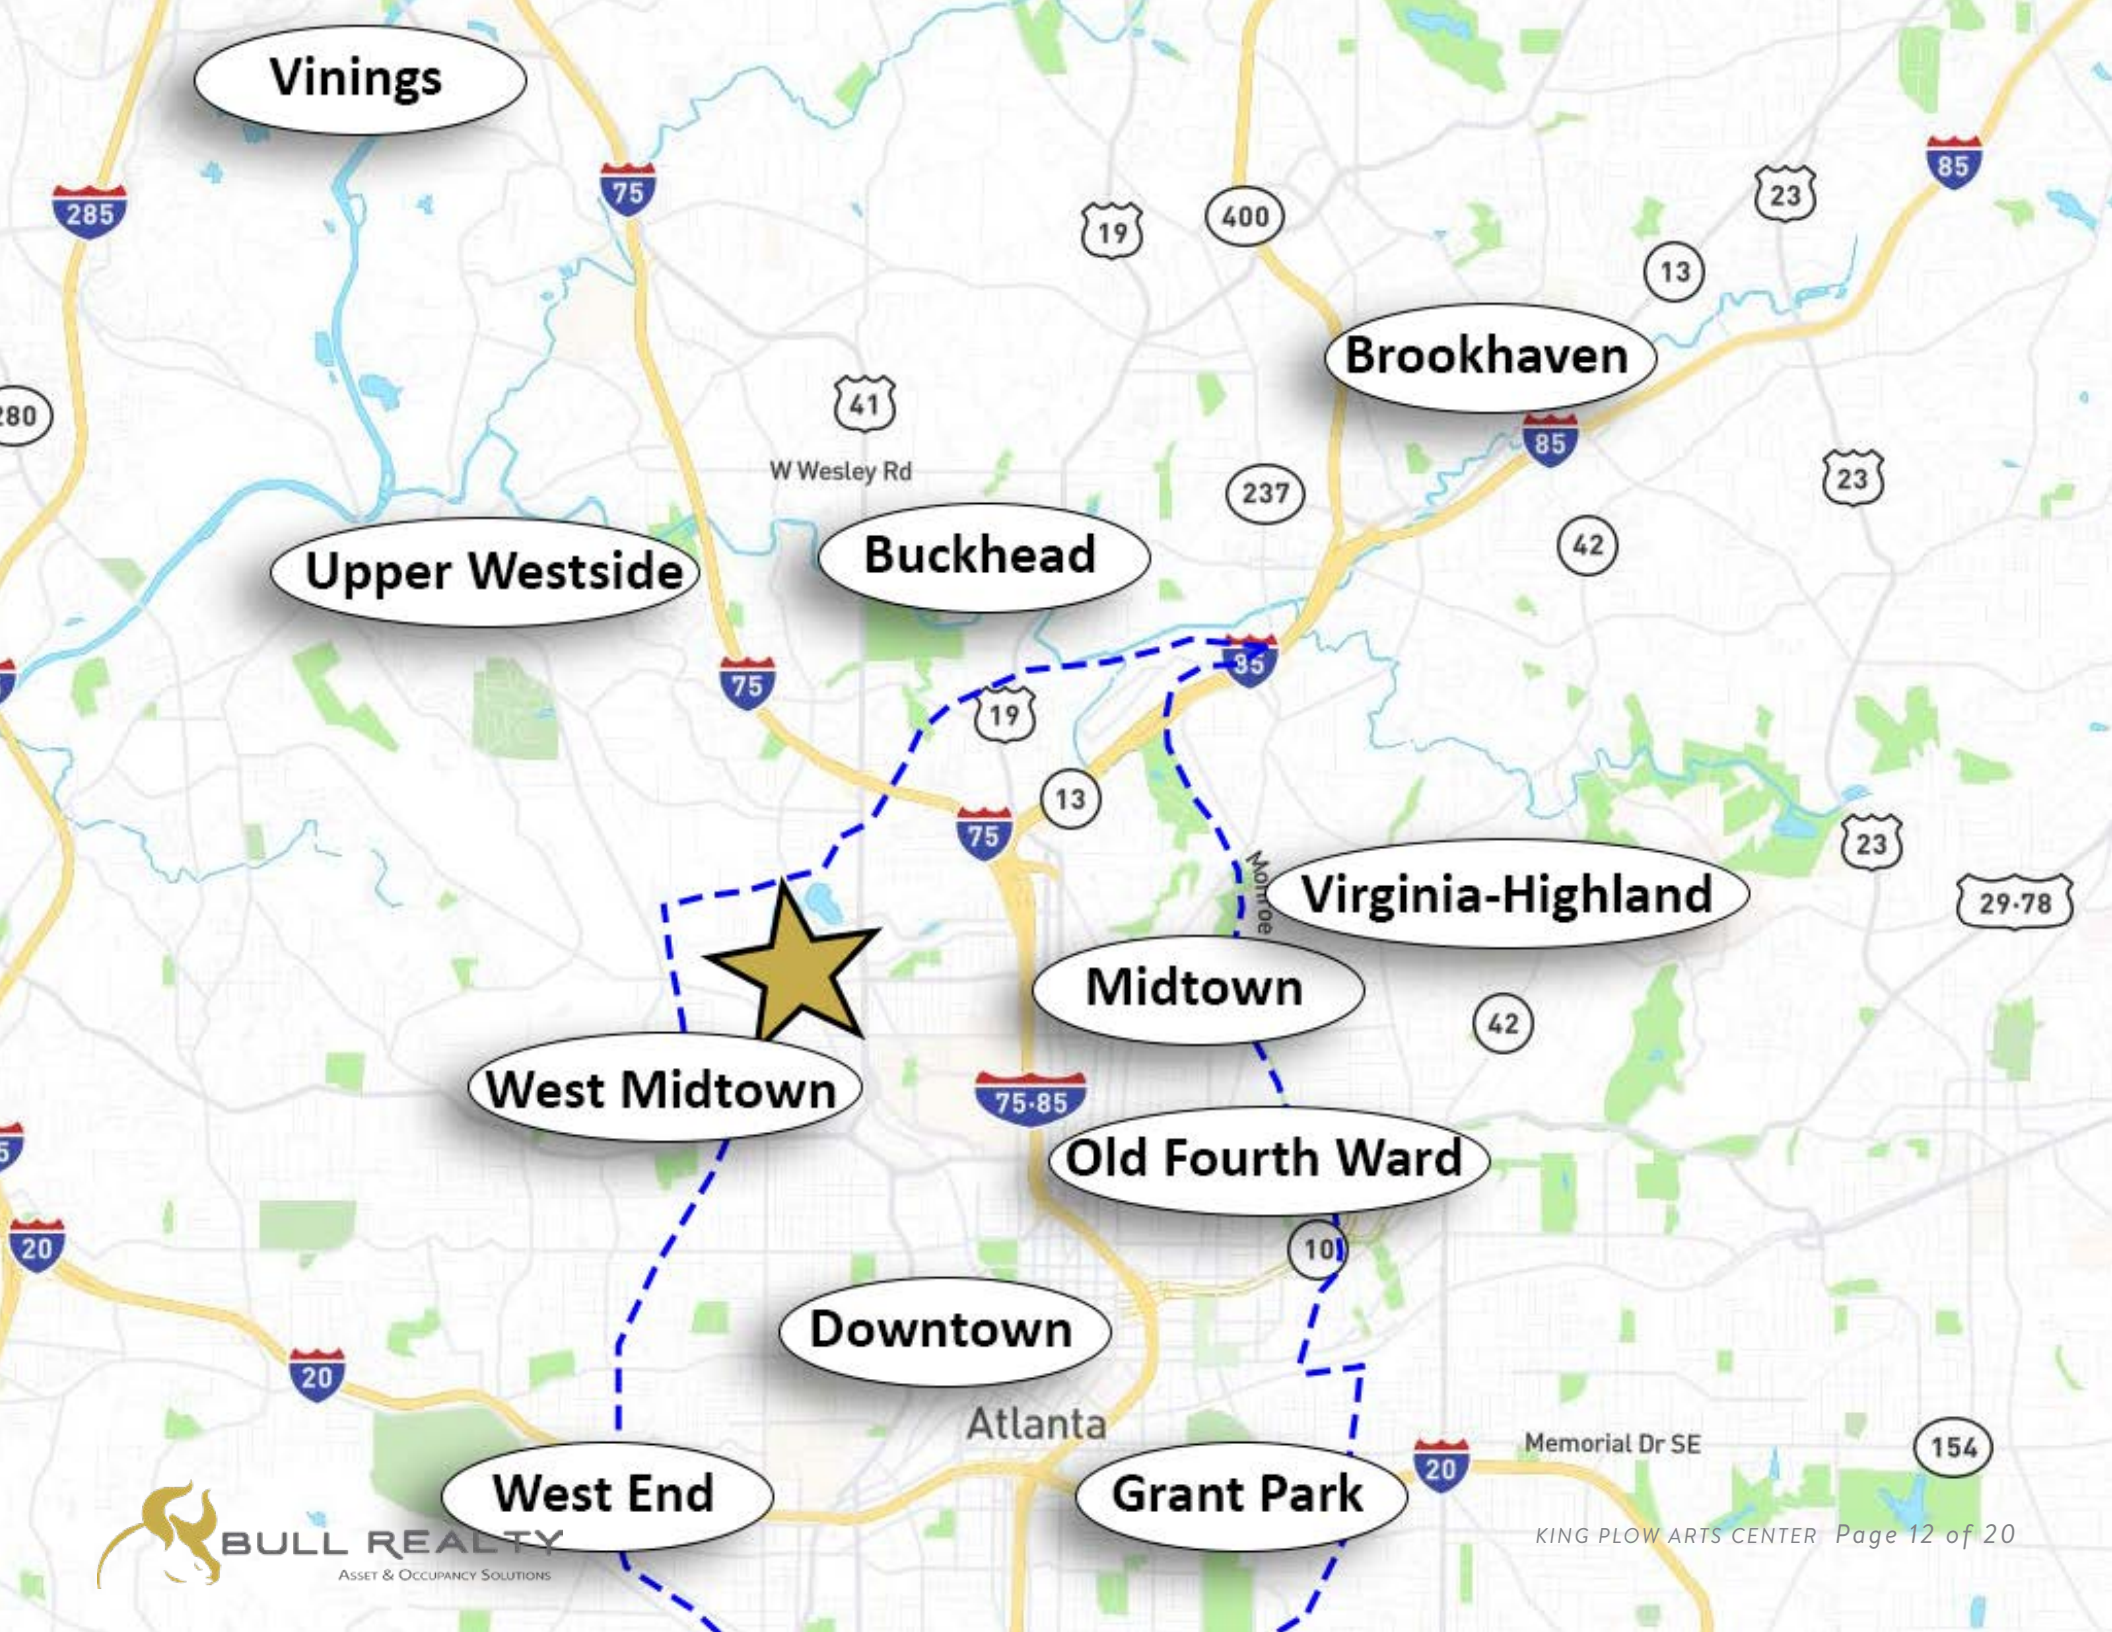 Vinings
285
75
85
23
19
400
13
Brookhaven
280
41
85
W Wesley Rd
23
237
Buckhead
42
Upper Westside
85
75
19
13
75
23
Monroe
Virginia-Highland
29·78
Midtown
42
West Midtown
75·85
Old Fourth Ward
20
10
Downtown
20
Atlanta
Memorial Dr SE
154
20
West End
Grant Park
BULL REALTY
ASSET & OCCUPANCY SOLUTIONS
KING PLOW ARTS CENTER Page 12 of 20